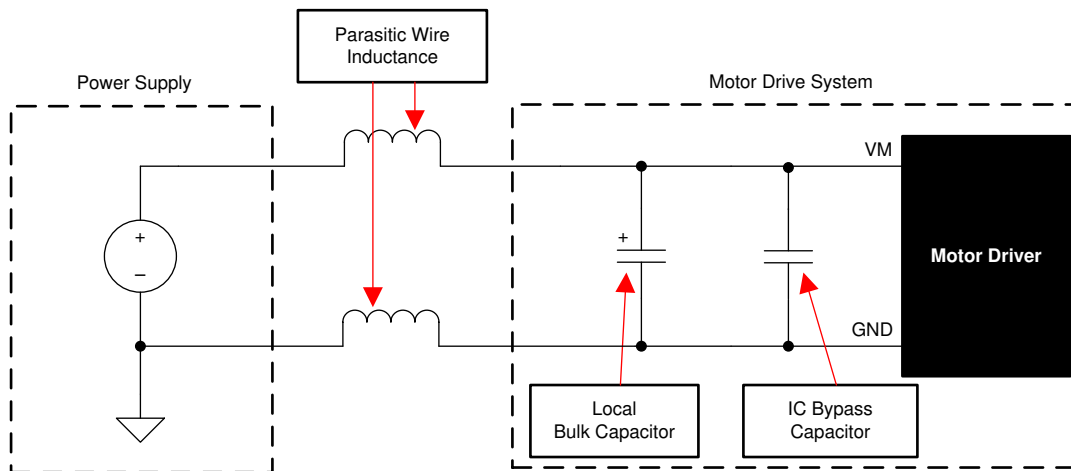 Parasitic Wire
Inductance
Power Supply
Motor Drive System
VM
+
–
+
Motor Driver
GND
Local
Bulk Capacitor
IC Bypass
Capacitor